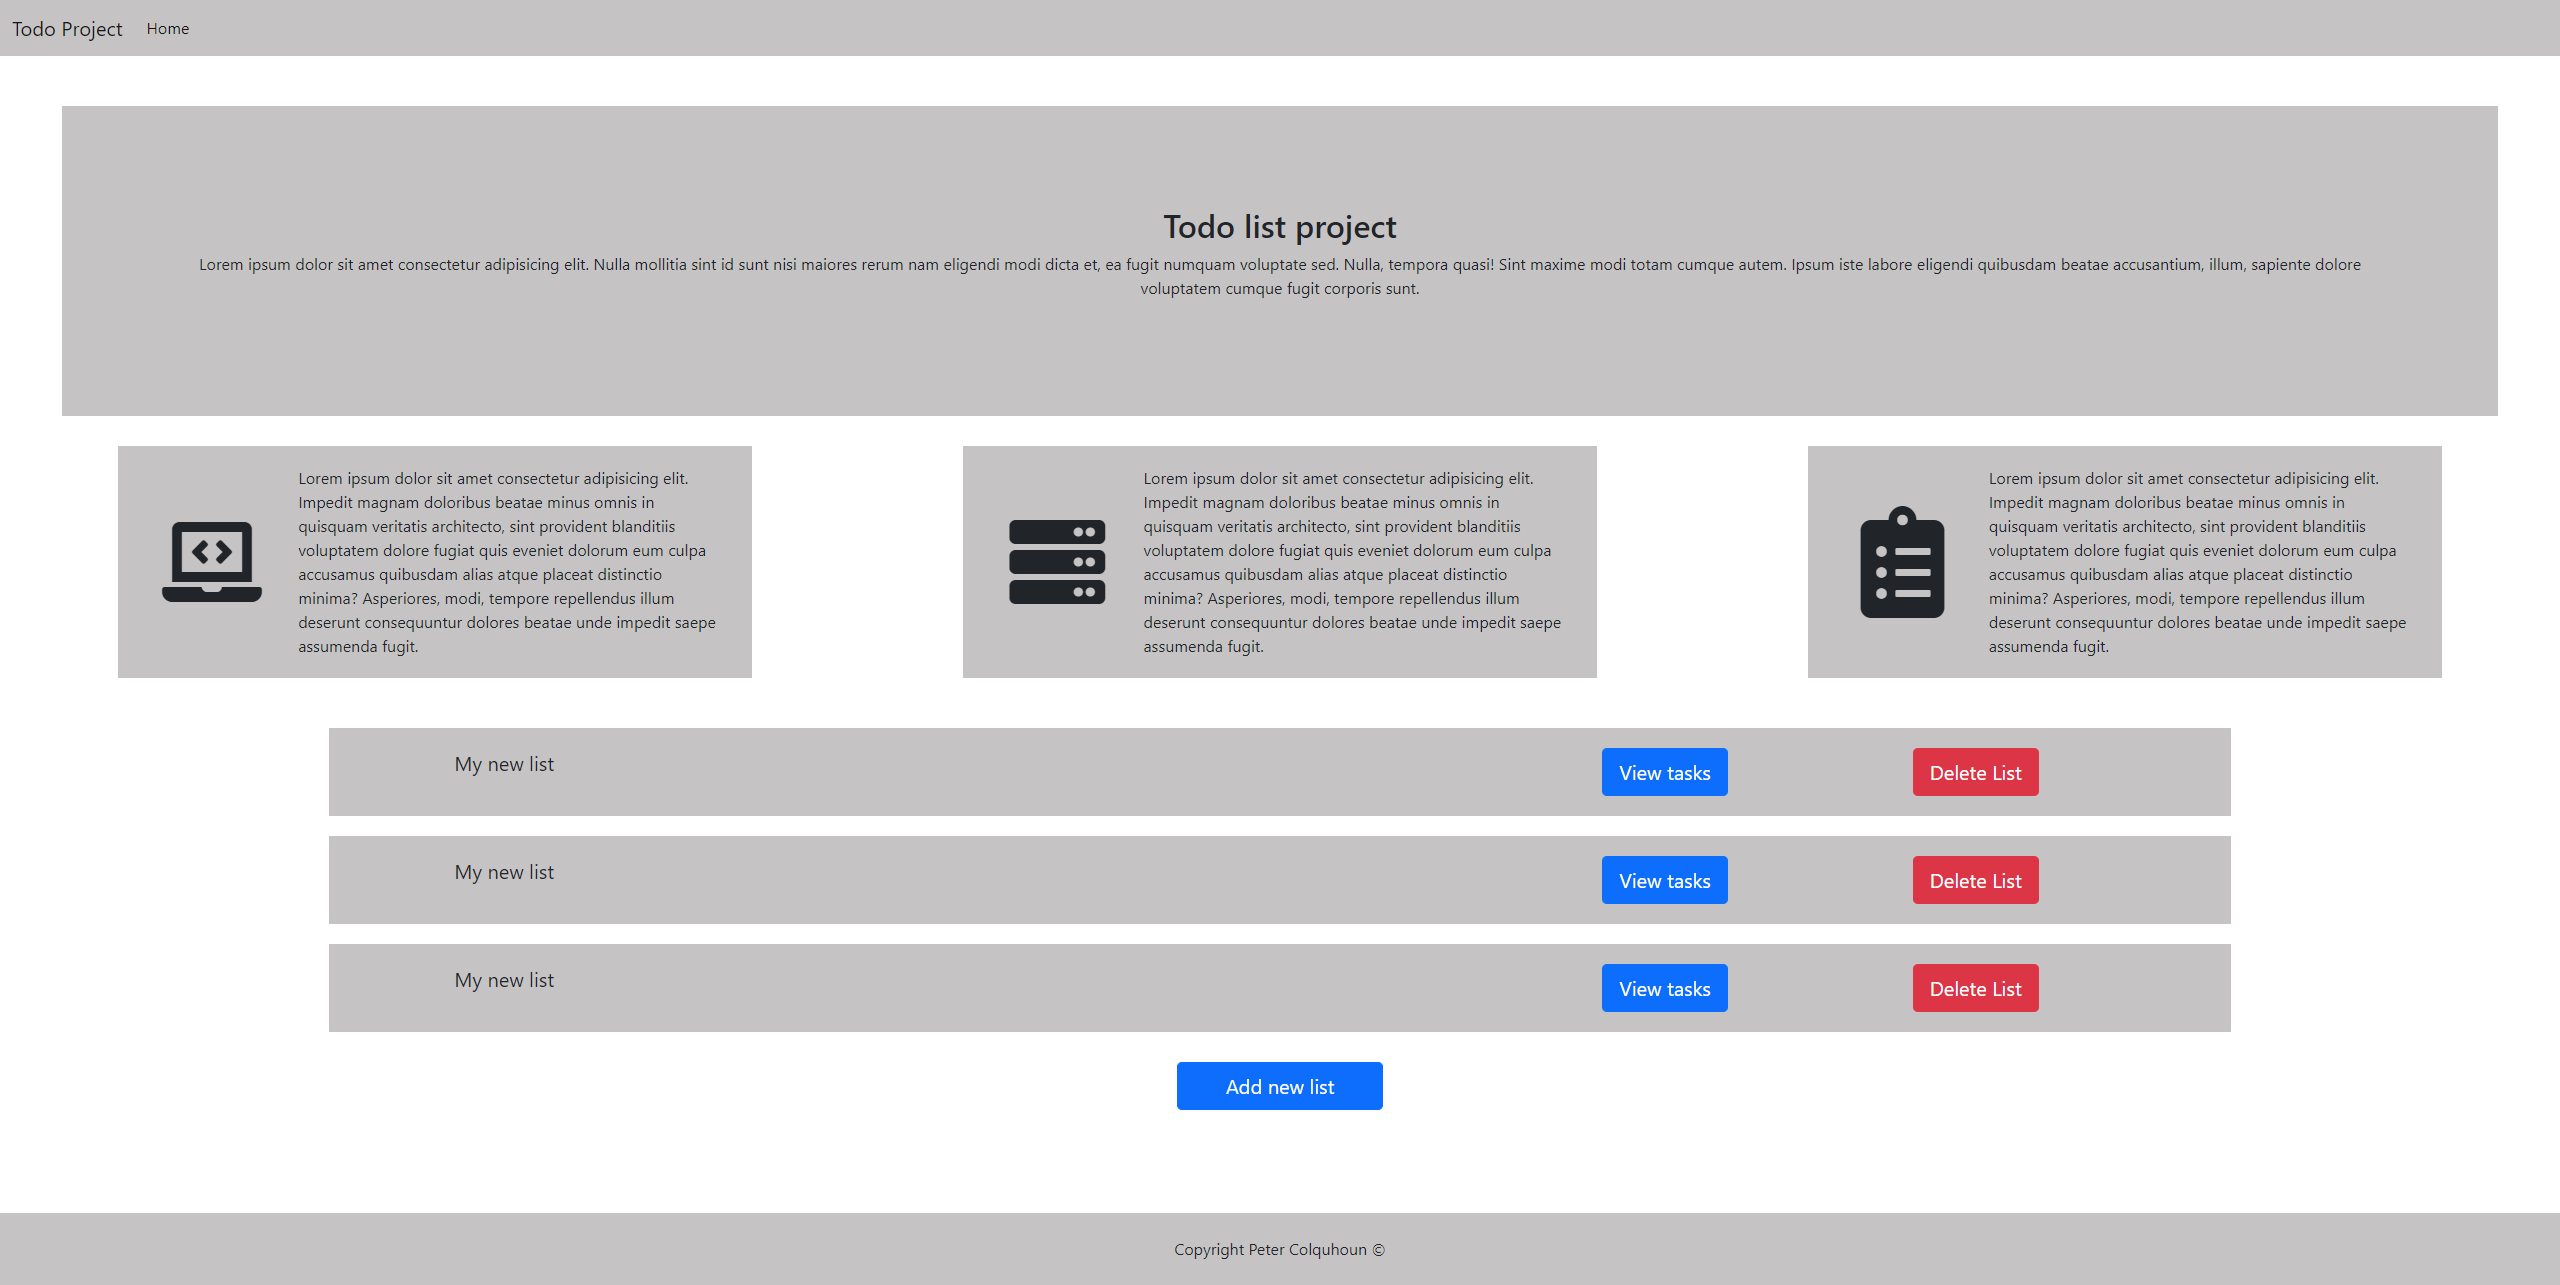 Todo Project Home
Todo list project
Lorem ipsum dolor sit amet consectetur adipisicing elit. Nulla mollitia sint id sunt nisi maiores rerum nam eligendi modi dicta et, ea fugit numquam voluptate sed. Nulla, tempora quasi! Sint maxime modi totam cumque autem. Ipsum iste labore eligendi quibusdam beatae accusantium, illum, sapiente dolore
voluptatem cumque fugit corporis sunt.
Lorem ipsum dolor sit amet consectetur adipisicing elit.
Impedit magnam doloribus beatae minus omnis in
quisquam veritatis architecto, sint provident blanditiis
voluptatem dolore fugiat quis eveniet dolorum eum culpa
accusamus quibusdam alias atque placeat distinctio
minima? Asperiores, modi, tempore repellendus illum
deserunt consequuntur dolores beatae unde impedit saepe
assumenda fugit.
Lorem ipsum dolor sit amet consectetur adipisicing elit.
Impedit magnam doloribus beatae minus omnis in
quisquam veritatis architecto, sint provident blanditiis
voluptatem dolore fugiat quis eveniet dolorum eum culpa
accusamus quibusdam alias atque placeat distinctio
minima? Asperiores, modi, tempore repellendus illum
deserunt consequuntur dolores beatae unde impedit saepe
assumenda fugit.
Lorem ipsum dolor sit amet consectetur adipisicing elit.
Impedit magnam doloribus beatae minus omnis in
quisquam veritatis architecto, sint provident blanditiis
voluptatem dolore fugiat quis eveniet dolorum eum culpa
accusamus quibusdam alias atque placeat distinctio
minima? Asperiores, modi, tempore repellendus illum
deserunt consequuntur dolores beatae unde impedit saepe
assumenda fugit.
My new list View tasks Delete List
My new list View tasks Delete List
My new list View tasks Delete List
Add new list
Copyright Peter Colquhoun ©